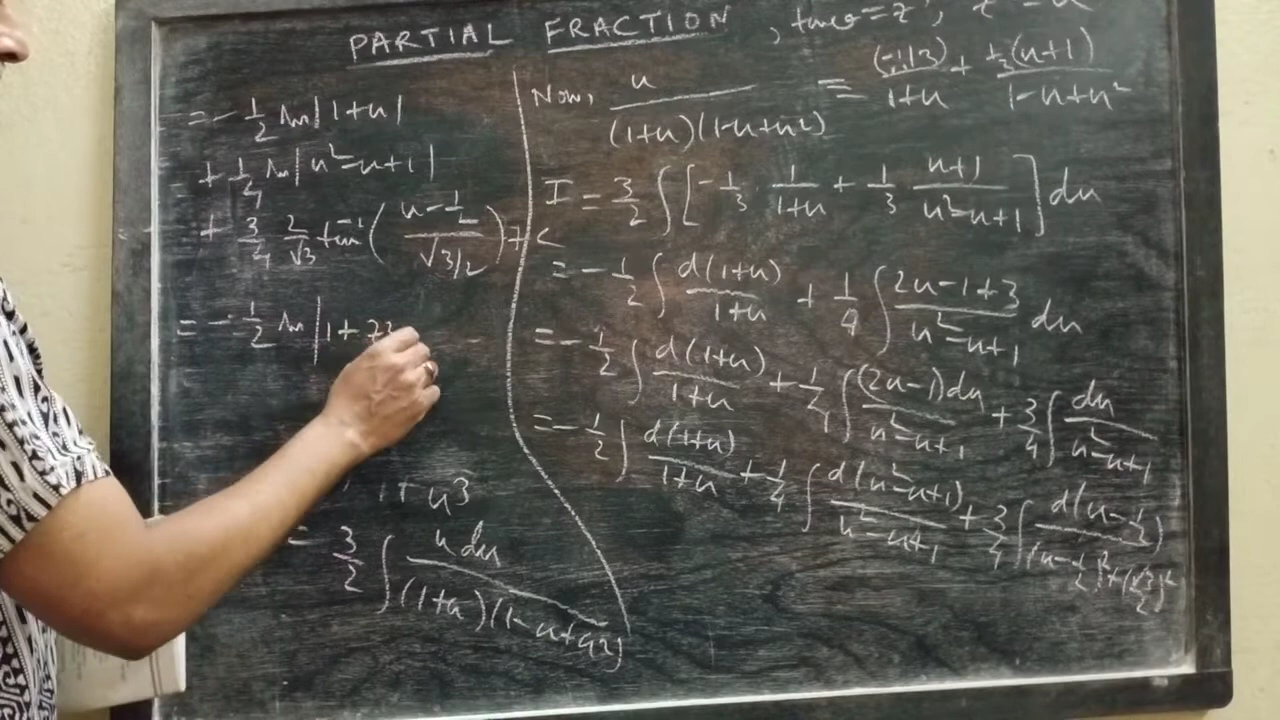 PARTIAL FRACTION, tanθ = z³,
= -1/2 ln|1+u|
+ 1/4 ln|u²-u+1|
+ 3/4 2/√3 tan⁻¹((u-1/2)/(√3/2)) + c
= -1/2 ln|1+z²
1+u³
= 3/2 ∫ u du/((1+u)(1-u+u²))
Now, u/((1+u)(1-u+u²)) = (-1/3)/(1+u) + 1/3(u+1)/(1-u+u²)
I = 3/2 ∫[-1/3 · 1/(1+u) + 1/3 · (u+1)/(u²-u+1)] du
= -1/2 ∫ d(1+u)/(1+u) + 1/4 ∫ (2u-1+3)/(u²-u+1) du
= -1/2 ∫ d(1+u)/(1+u) + 1/4 ∫ (2u-1)du/(u²-u+1) + 3/4 ∫ du/(u²-u+1)
= -1/2 ∫ d(1+u)/(1+u) + 1/4 ∫ d(u²-u+1)/(u²-u+1) + 3/4 ∫ d(u-1/2)/((u-1/2)²+(√3/2)²)